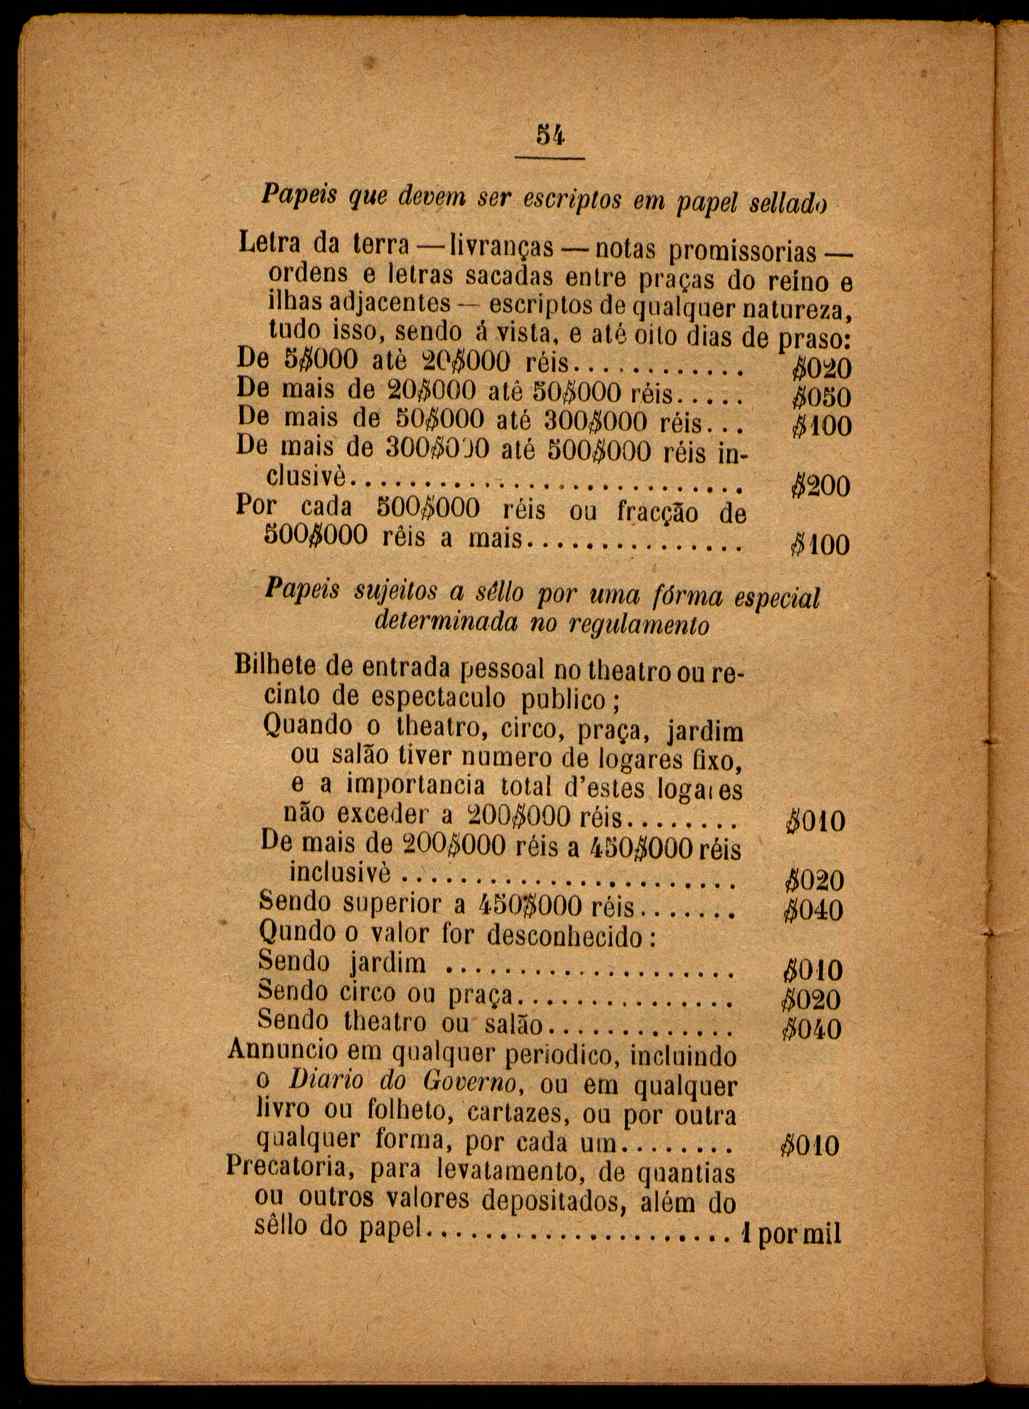 54
Papeis que devem ser escriptos em papel sellado
Letra da terra — livranças — notas promissorias —
ordens e letras sacadas entre praças do reino e
ilhas adjacentes — escriptos de qualquer natureza,
tudo isso, sendo á vista, e até oito dias de praso:
De 5$000 atè 20$000 réis............. $020
De mais de 20$000 atê 50$000 réis..... $050
De mais de 50$000 até 300$000 réis... $100
De mais de 300$000 até 500$000 réis in-
clusivè........................... $200
Por cada 500$000 réis ou fracção de
500$000 rêis a mais............... $100
Papeis sujeitos a sêllo por uma fórma especial
determinada no regulamento
Bilhete de entrada pessoal no theatro ou re-
cinto de espectaculo publico ;
Quando o theatro, circo, praça, jardim
ou salão tiver numero de logares fixo,
e a importancia total d'estes logares
não exceder a 200$000 réis........ $010
De mais de 200$000 réis a 450$000 réis
inclusivè ....................... $020
Sendo superior a 450$000 réis....... $040
Qundo o valor for desconhecido :
Sendo jardim .................... $010
Sendo circo ou praça............... $020
Sendo theatro ou salão............. $040
Annuncio em qualquer periodico, incluindo
o Diario do Governo, ou em qualquer
livro ou folheto, cartazes, ou por outra
qualquer forma, por cada um........ $010
Precatoria, para levatamento, de quantias
ou outros valores depositados, além do
sêllo do papel..................... 1 por mil